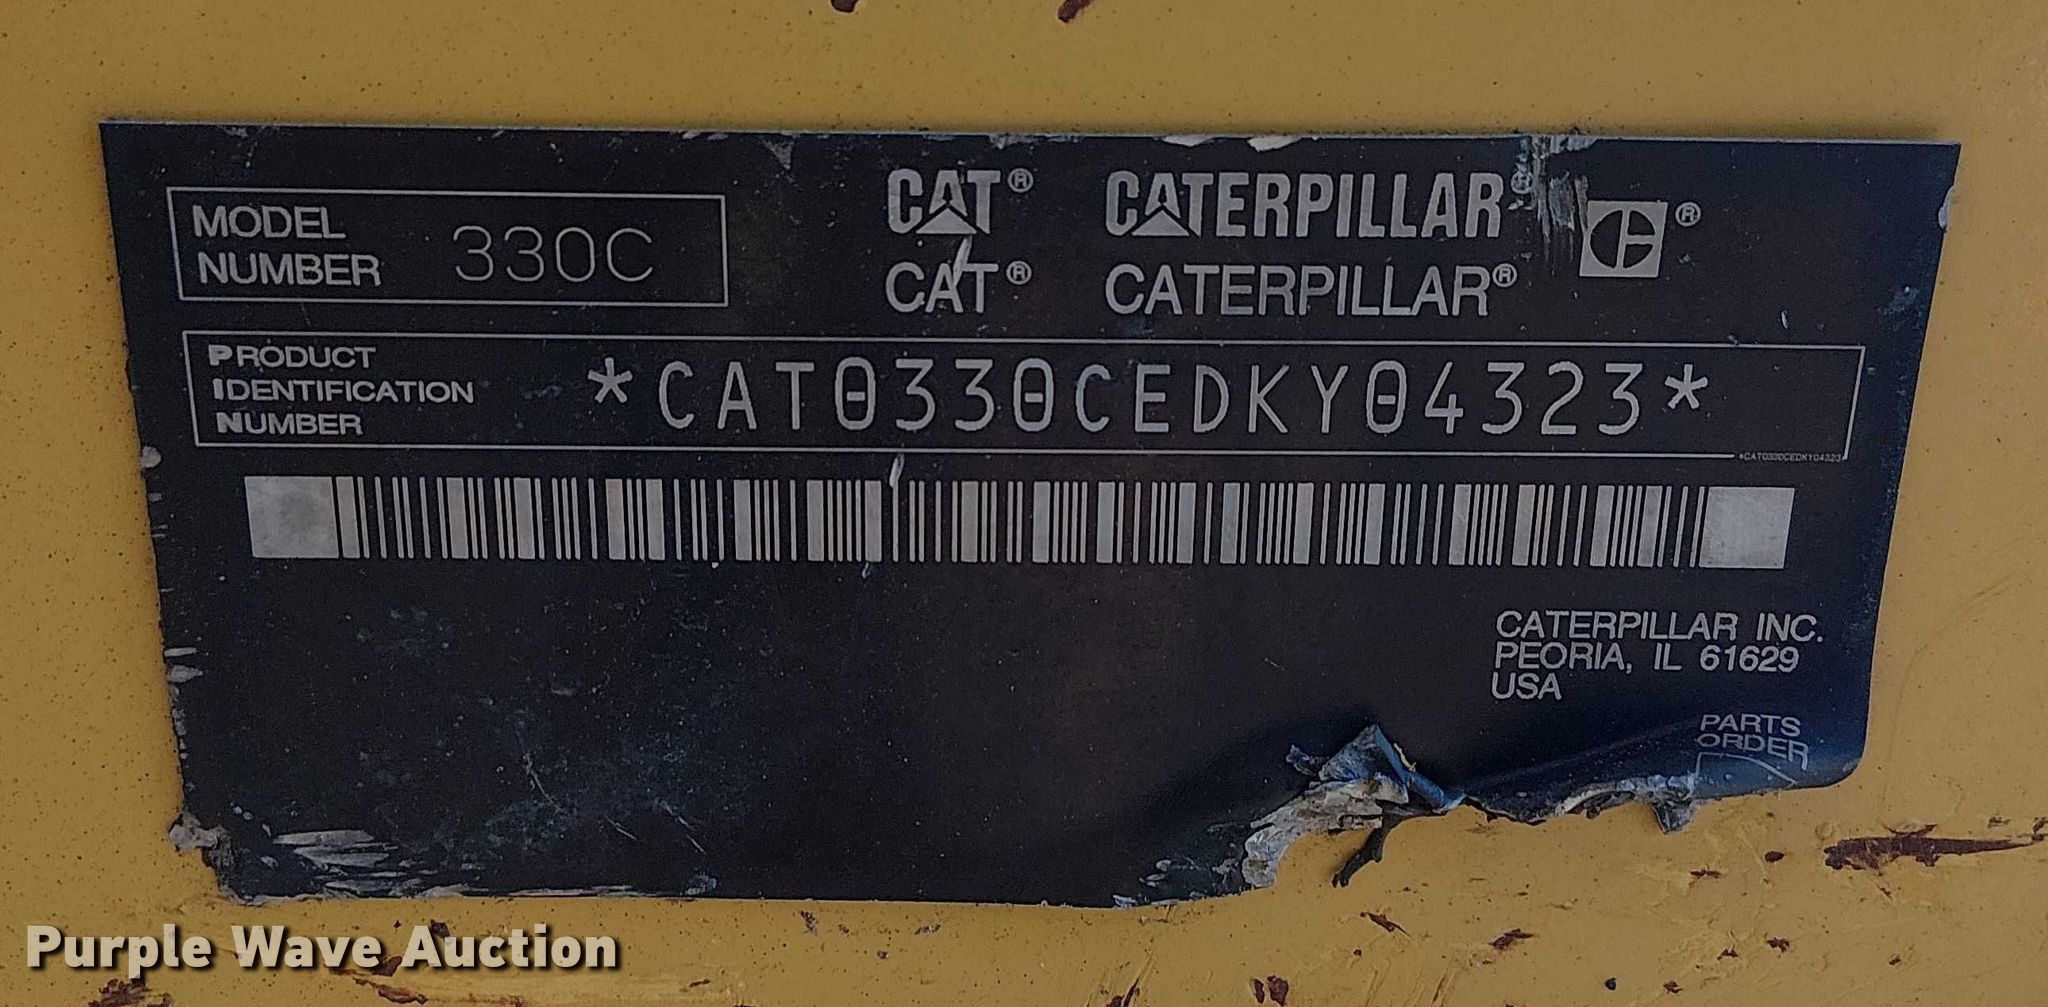 MODEL NUMBER 330C
CAT® CATERPILLAR®
CAT® CATERPILLAR®
PRODUCT IDENTIFICATION NUMBER *CAT0330CEDKY04323*
*CAT0330CEDKY04323
CATERPILLAR INC.
PEORIA, IL 61629
USA
PARTS
ORDER
Purple Wave Auction